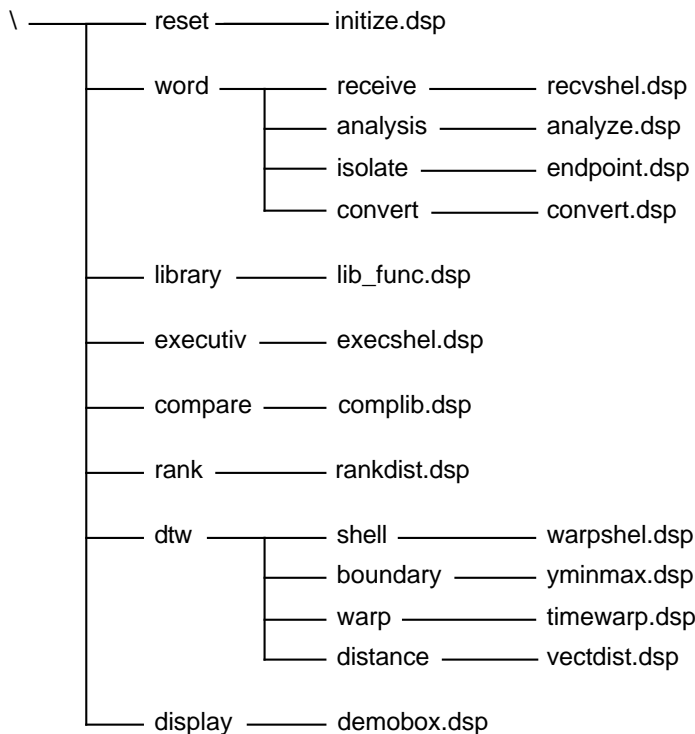 \ reset initize.dsp
word receive recvshel.dsp
analysis analyze.dsp
isolate endpoint.dsp
convert convert.dsp
library lib_func.dsp
executiv execshel.dsp
compare complib.dsp
rank rankdist.dsp
dtw shell warpshel.dsp
boundary yminmax.dsp
warp timewarp.dsp
distance vectdist.dsp
display demobox.dsp